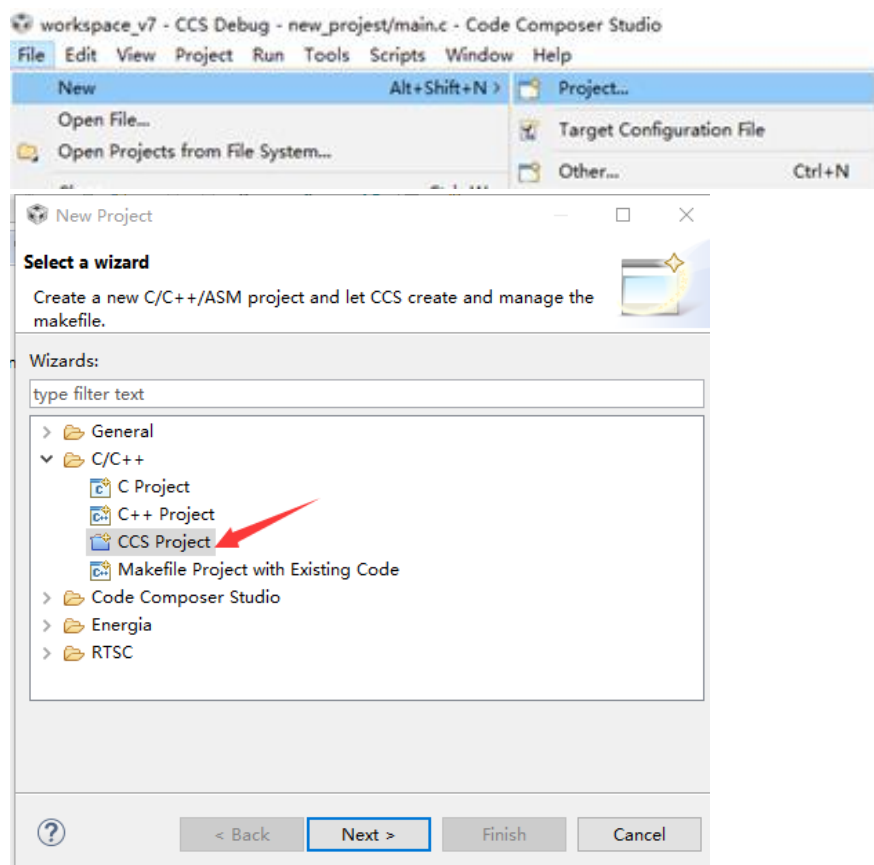 workspace_v7 - CCS Debug - new_projest/main.c - Code Composer Studio
File Edit View Project Run Tools Scripts Window Help
New Alt+Shift+N > Project...
Open File...
Target Configuration File
Open Projects from File System...
Other... Ctrl+N
New Project
Select a wizard
Create a new C/C++/ASM project and let CCS create and manage the
makefile.
Wizards:
type filter text
General
C/C++
C Project
C++ Project
CCS Project
Makefile Project with Existing Code
Code Composer Studio
Energia
RTSC
? < Back Next > Finish Cancel